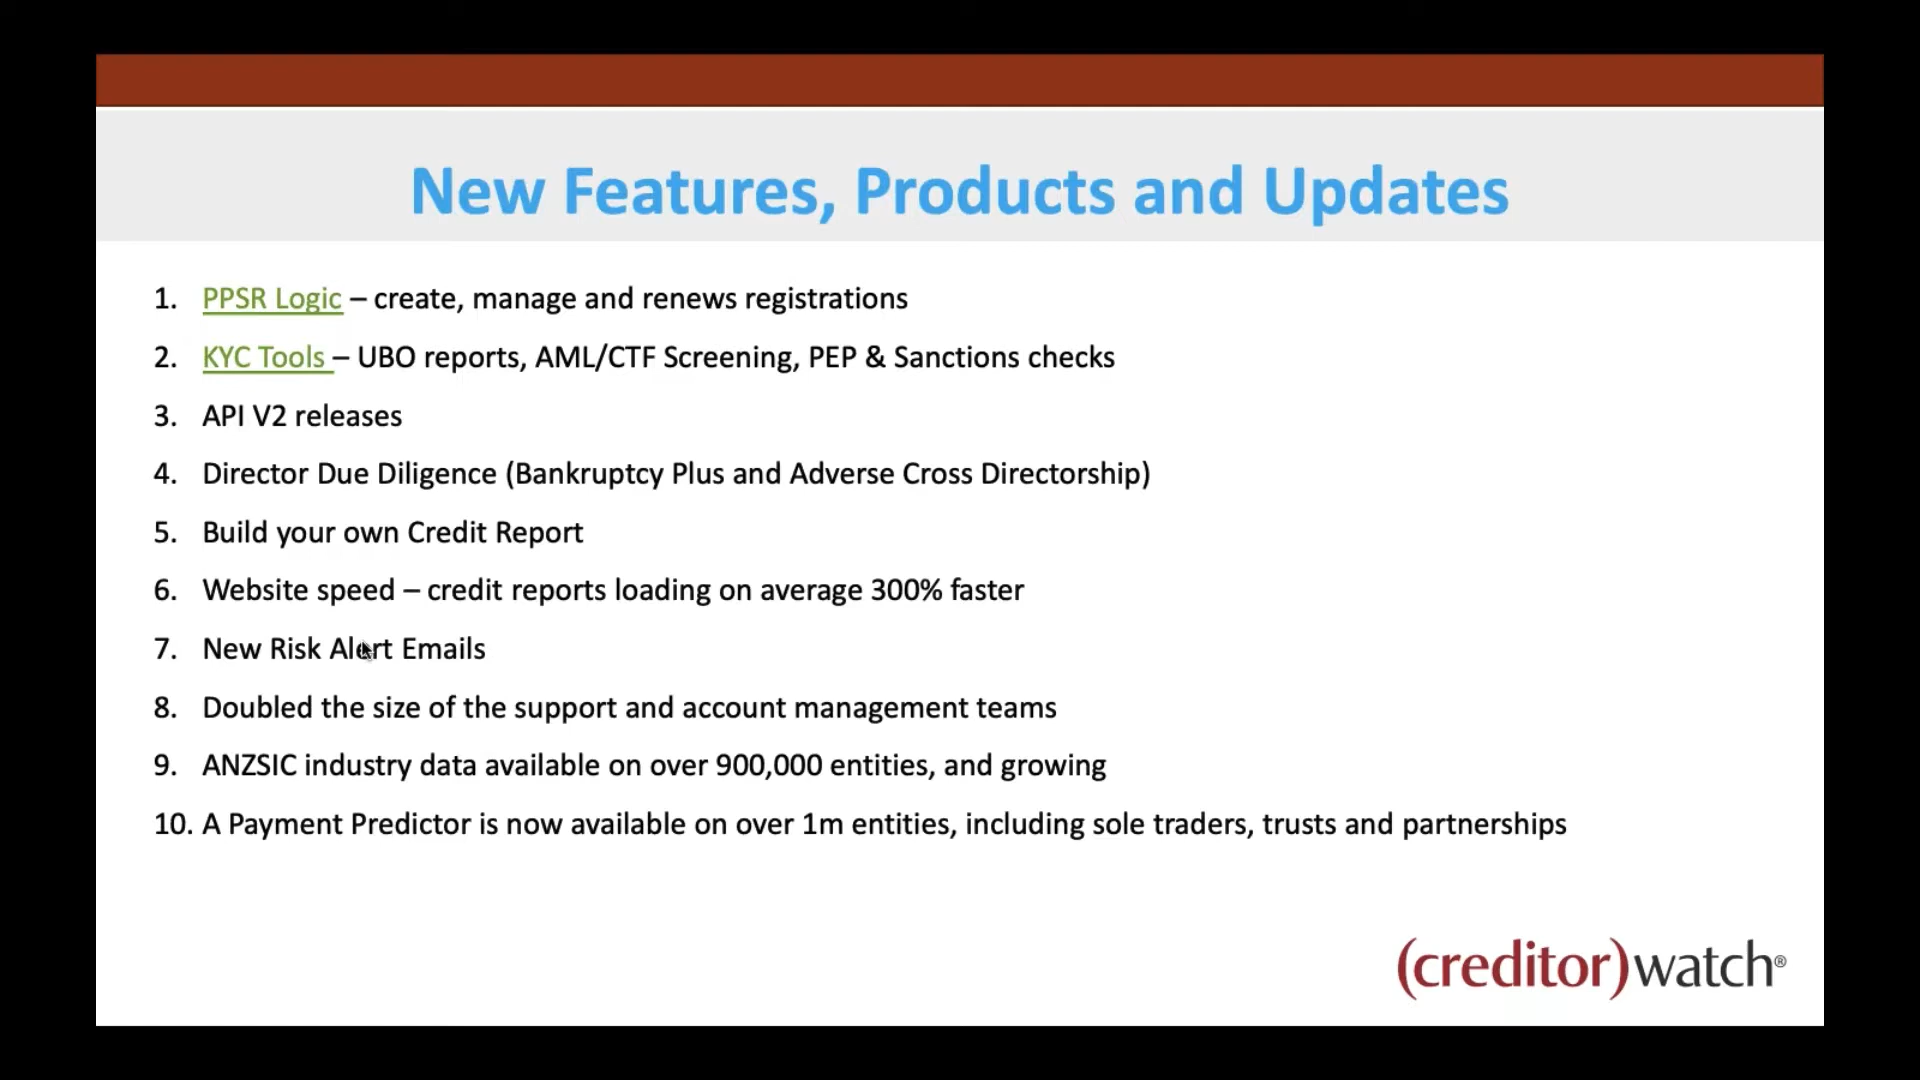 New Features, Products and Updates
1. PPSR Logic – create, manage and renews registrations
2. KYC Tools – UBO reports, AML/CTF Screening, PEP & Sanctions checks
3. API V2 releases
4. Director Due Diligence (Bankruptcy Plus and Adverse Cross Directorship)
5. Build your own Credit Report
6. Website speed – credit reports loading on average 300% faster
7. New Risk Alert Emails
8. Doubled the size of the support and account management teams
9. ANZSIC industry data available on over 900,000 entities, and growing
10. A Payment Predictor is now available on over 1m entities, including sole traders, trusts and partnerships
(creditor)watch®